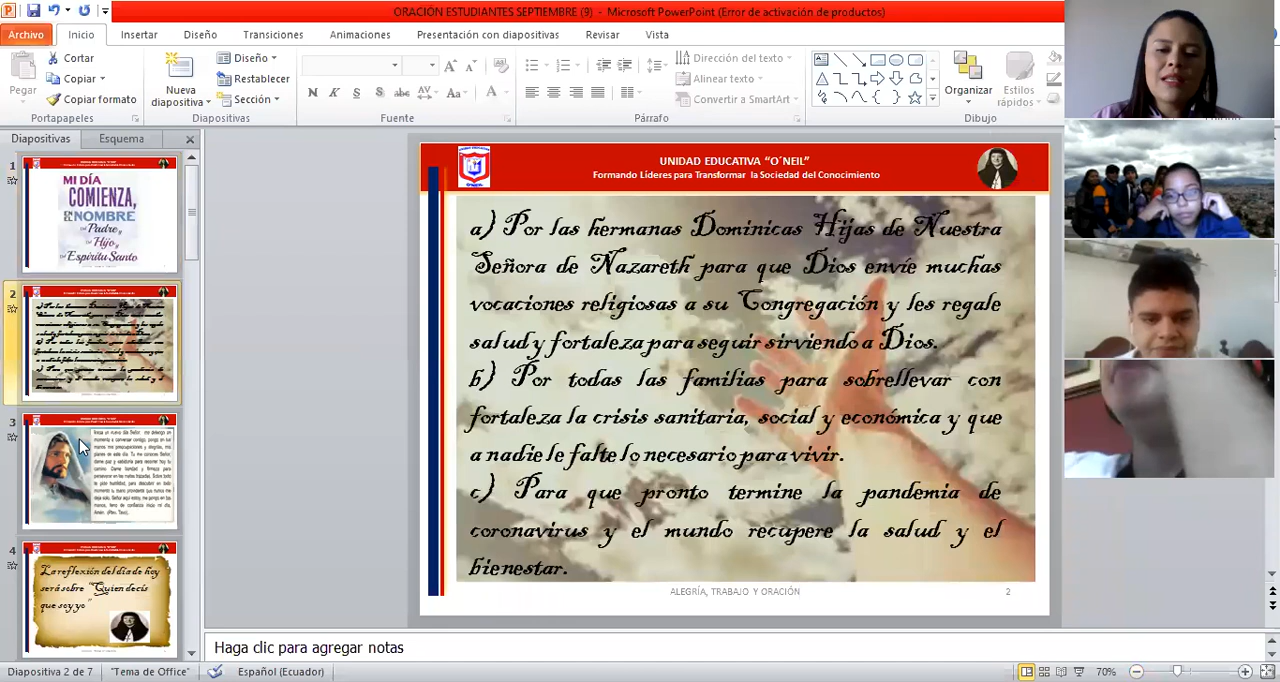 ORACIÓN ESTUDIANTES SEPTIEMBRE (9) - Microsoft PowerPoint (Error de activación de productos)
Archivo Inicio Insertar Diseño Transiciones Animaciones Presentación con diapositivas Revisar Vista
Pegar
Cortar
Copiar
Copiar formato
Portapapeles
Nueva diapositiva
Diseño
Restablecer
Sección
Diapositivas
N K S S abc AV Aa A
Fuente
Párrafo
Dirección del texto
Alinear texto
Convertir a SmartArt
Organizar
Estilos rápidos
Dibujo
Diapositivas Esquema
1
MI DÍA
COMIENZA,
EN EL NOMBRE
del Padre y
del Hijo y
del Espíritu Santo
2
3
4
La reflexión del día de hoy
será sobre "Quien decís
que soy yo"
UNIDAD EDUCATIVA "O´NEIL"
Formando Líderes para Transformar la Sociedad del Conocimiento
a) Por las hermanas Dominicas Hijas de Nuestra
Señora de Nazareth para que Dios envíe muchas
vocaciones religiosas a su Congregación y les regale
salud y fortaleza para seguir sirviendo a Dios.
b) Por todas las familias para sobrellevar con
fortaleza la crisis sanitaria, social y económica y que
a nadie le falte lo necesario para vivir.
c) Para que pronto termine la pandemia de
coronavirus y el mundo recupere la salud y el
bienestar.
ALEGRÍA, TRABAJO Y ORACIÓN 2
Haga clic para agregar notas
Diapositiva 2 de 7 "Tema de Office" Español (Ecuador) 70%